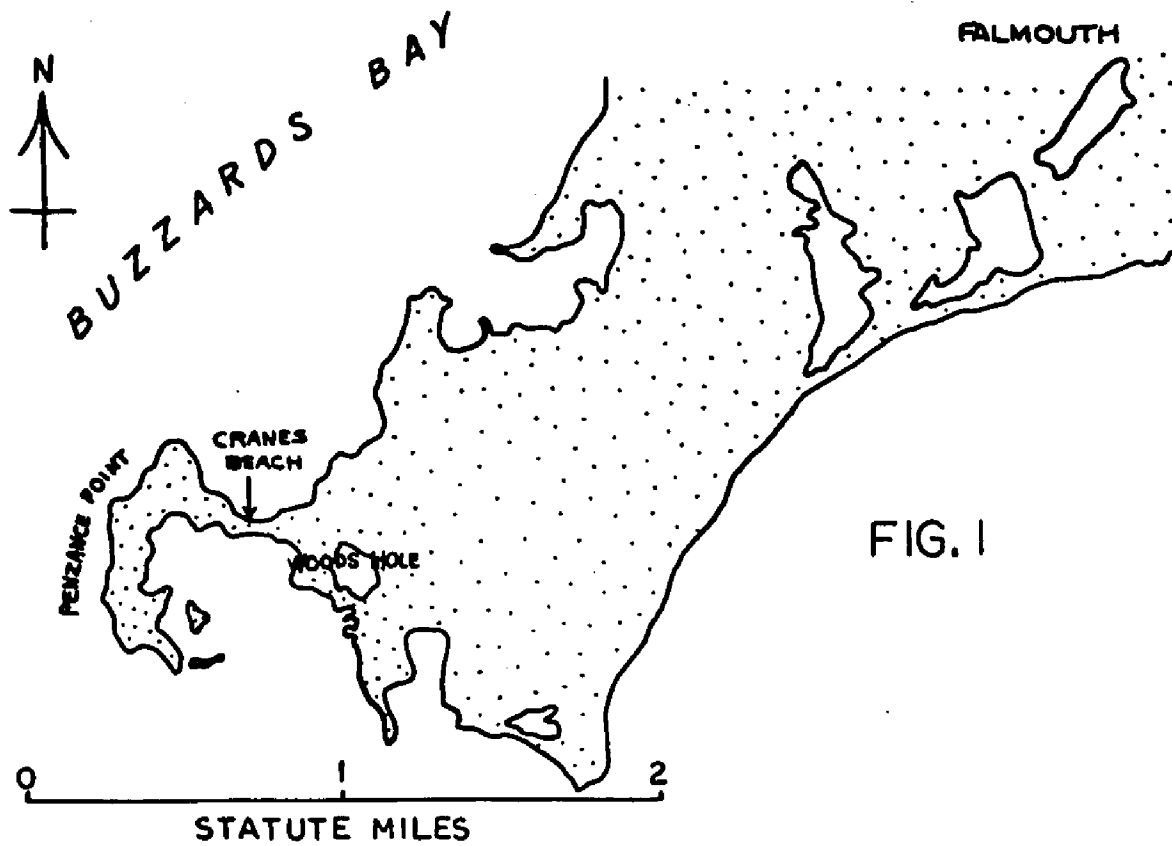 FALMOUTH
N
BUZZARDS BAY
CRANES
BEACH
PENZANCE POINT
WOODS HOLE
FIG. 1
0 1 2
STATUTE MILES